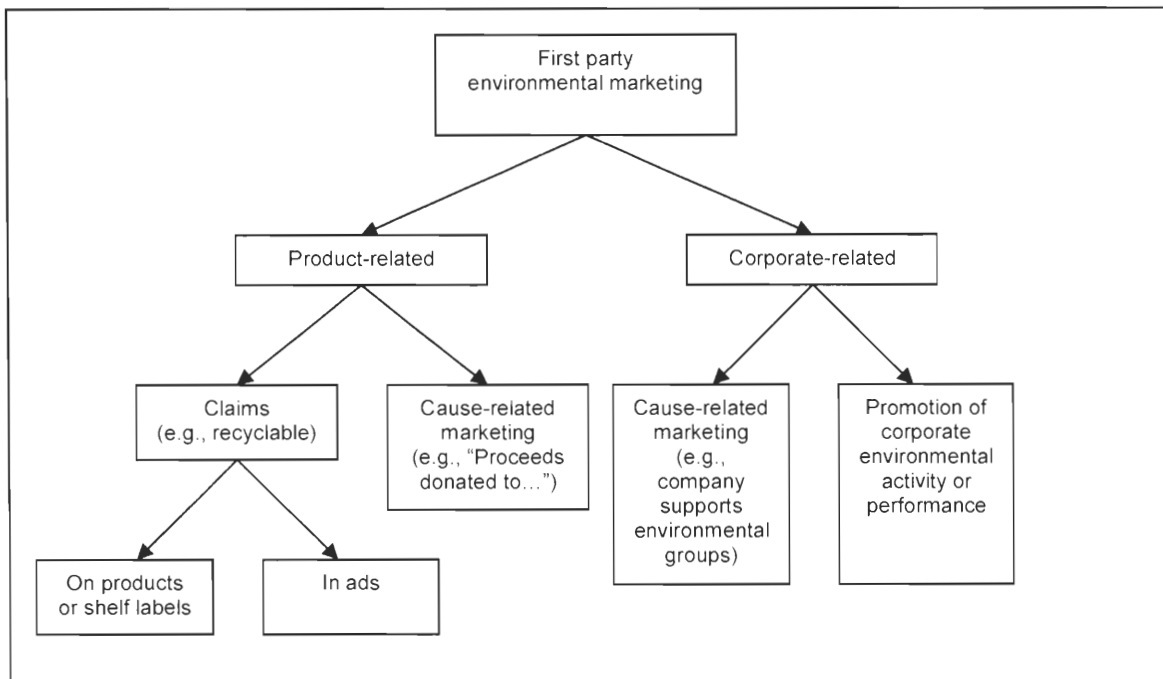 First party
environmental marketing
Product-related
Corporate-related
Claims
(e.g., recyclable)
Cause-related
marketing
(e.g., “Proceeds
donated to…”)
Cause-related
marketing
(e.g.,
company
supports
environmental
groups)
Promotion of
corporate
environmental
activity or
performance
On products
or shelf labels
In ads